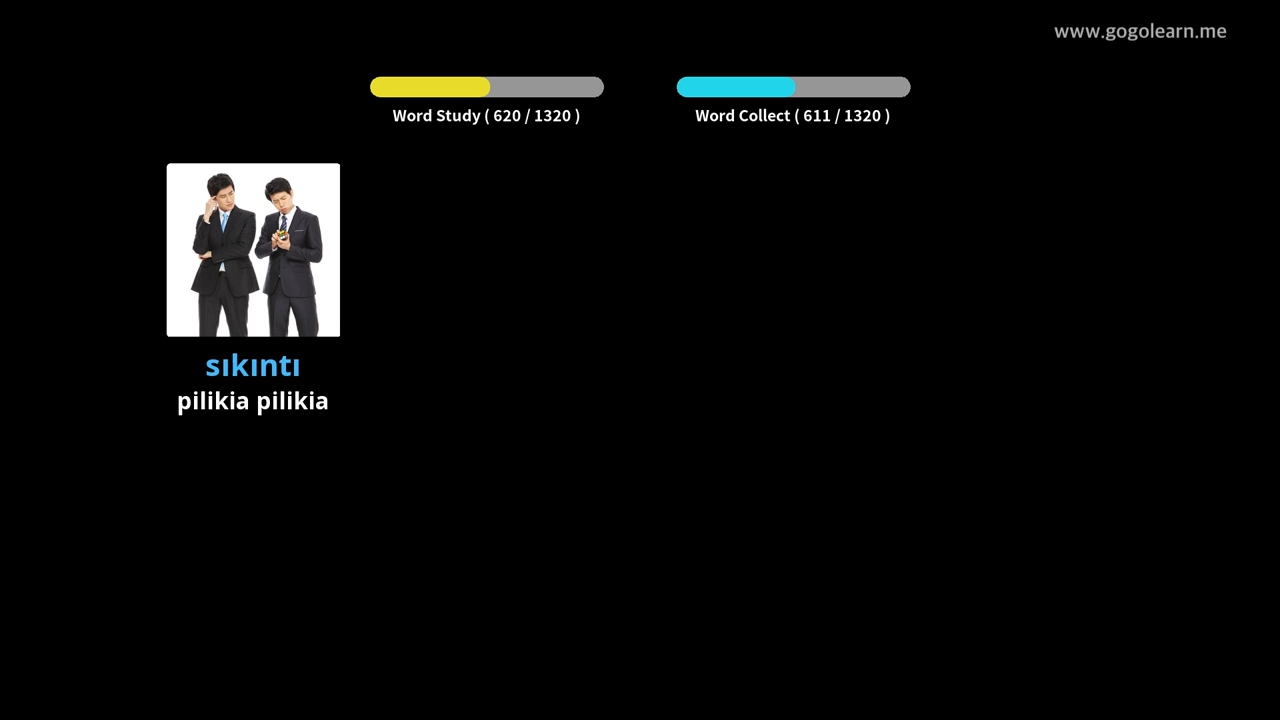 www.gogolearn.me
Word Study ( 620 / 1320 )
Word Collect ( 611 / 1320 )
sıkıntı
pilikia pilikia